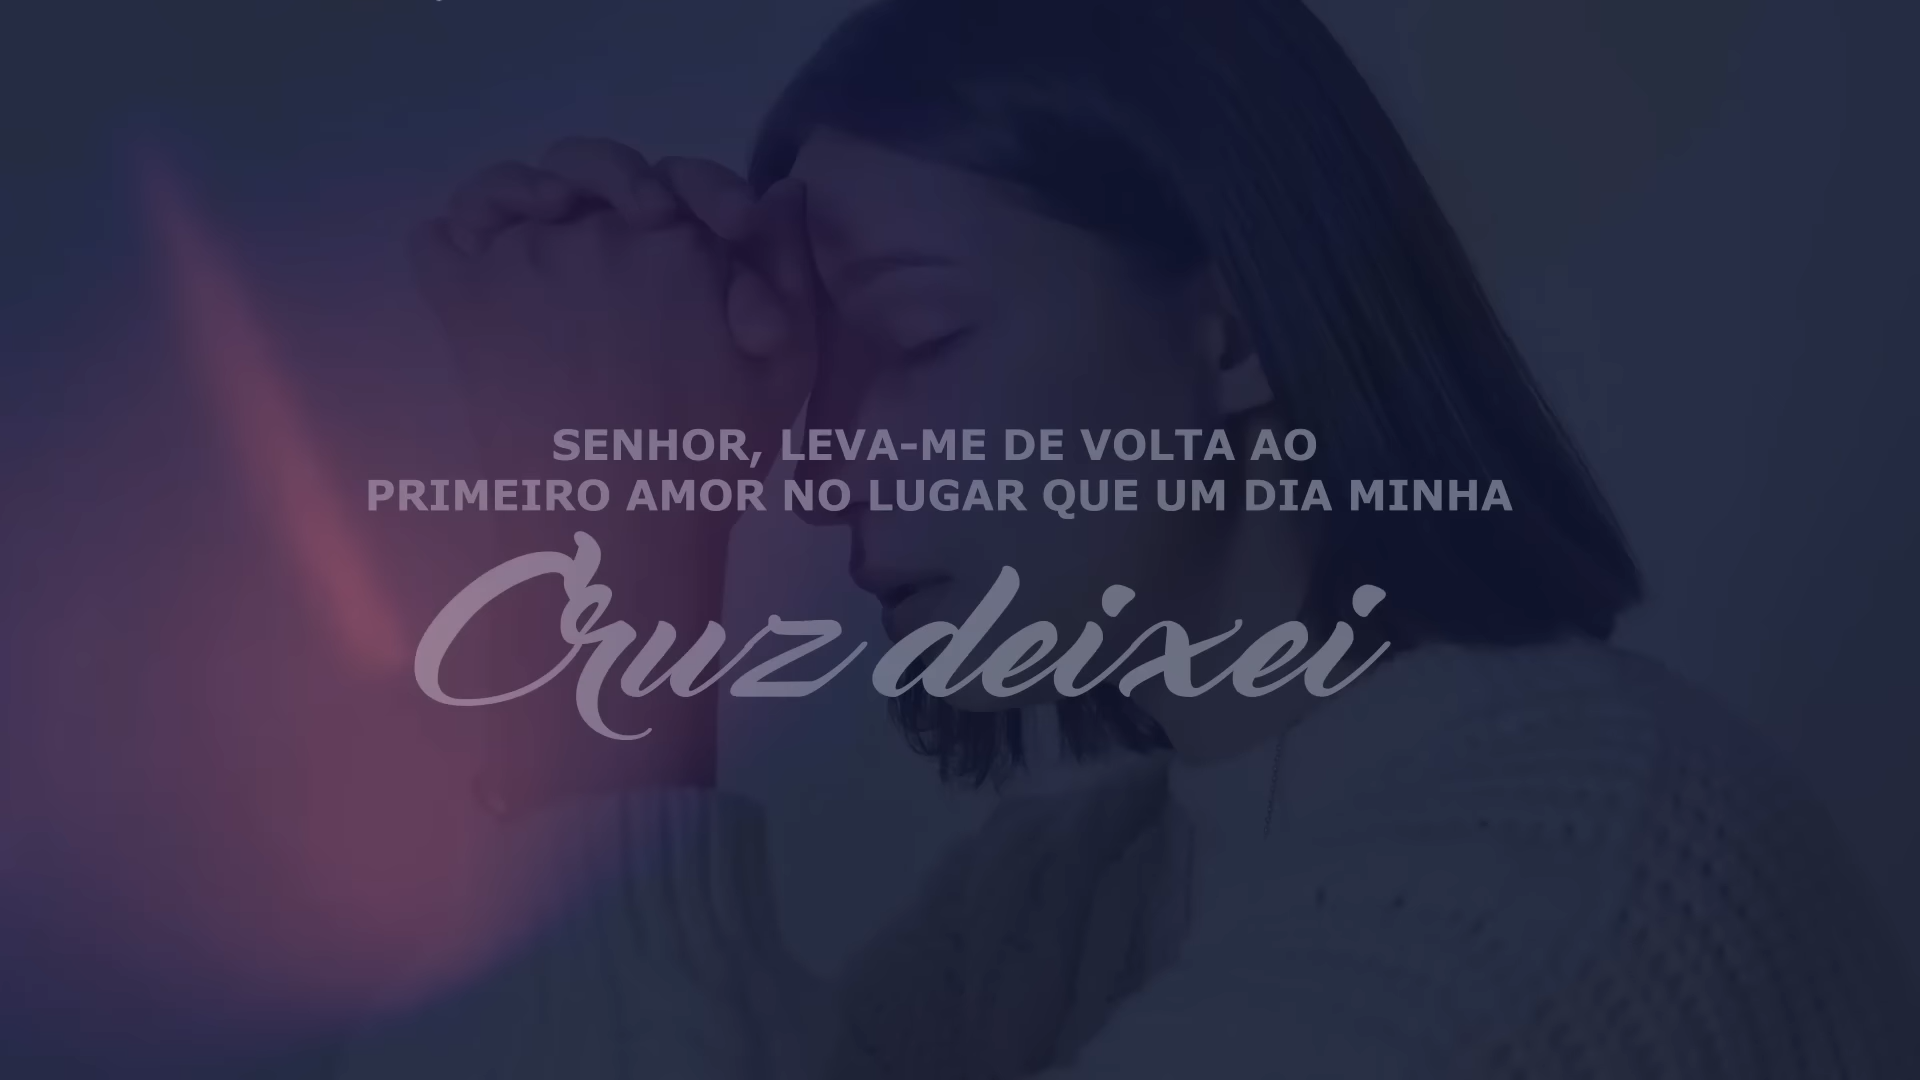 SENHOR, LEVA-ME DE VOLTA AO
PRIMEIRO AMOR NO LUGAR QUE UM DIA MINHA
Cruz deixei